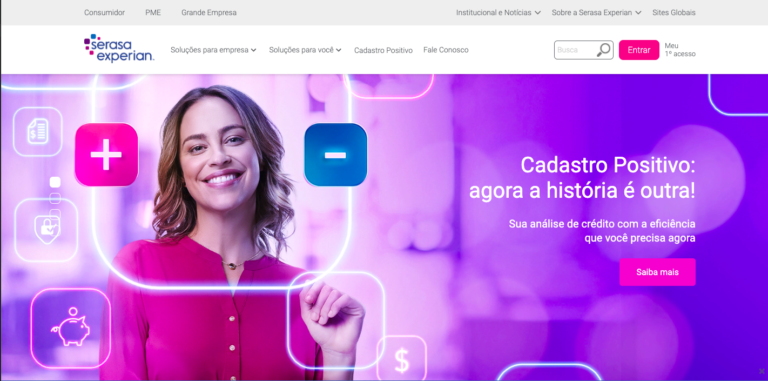 Consumidor PME Grande Empresa Institucional e Notícias Sobre a Serasa Experian Sites Globais
serasa
experian.
Soluções para empresa Soluções para você Cadastro Positivo Fale Conosco Busca Entrar Meu
1º acesso
+ -
Cadastro Positivo:
agora a história é outra!
Sua análise de crédito com a eficiência
que você precisa agora
Saiba mais
$